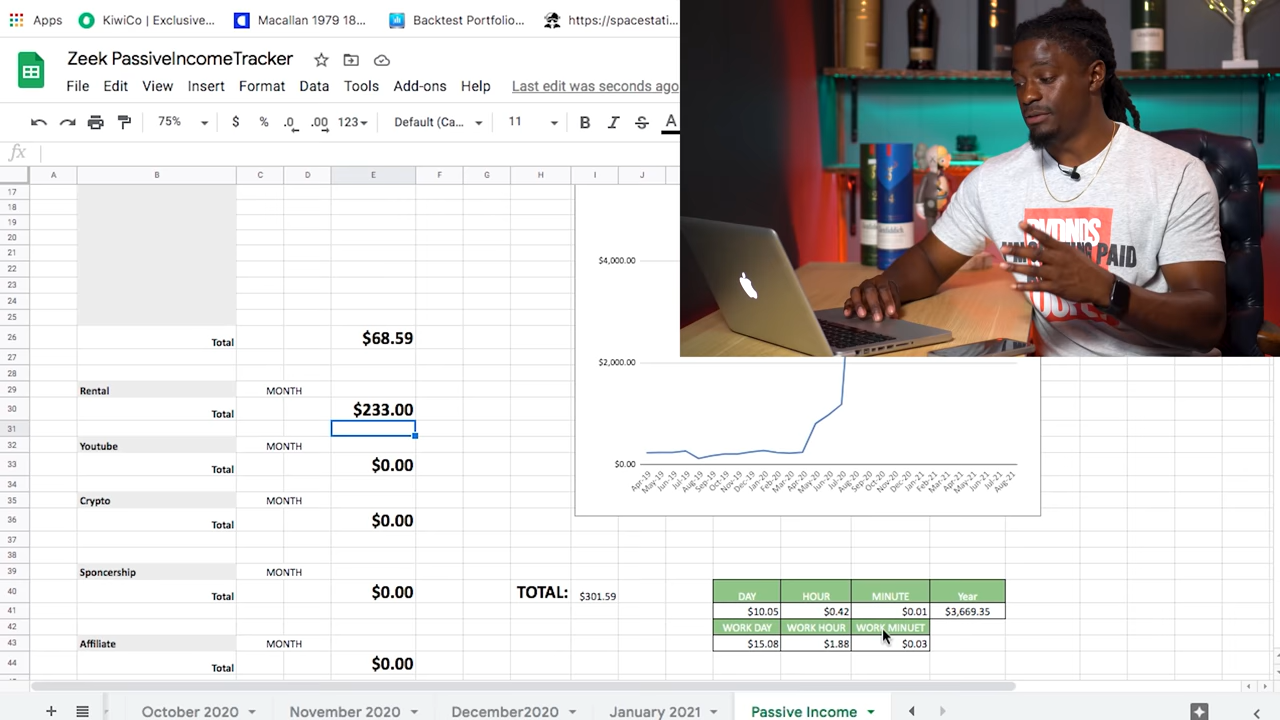 Apps KiwiCo | Exclusive... Macallan 1979 18... Backtest Portfolio... https://spacestati...
Zeek PassiveIncomeTracker
File Edit View Insert Format Data Tools Add-ons Help Last edit was seconds ago
75% $ % .0 .00 123 Default (Ca... 11 B I S A
fx
A B C D E F G H I J
17
18
19
20
21
22
23
24
25
26 Total $68.59
27
28
29 Rental MONTH
30 Total $233.00
31
32 Youtube MONTH
33 Total $0.00
34
35 Crypto MONTH
36 Total $0.00
37
38
39 Sponcership MONTH
40 Total $0.00 TOTAL: $301.59 DAY HOUR MINUTE Year
41 $10.05 $0.42 $0.01 $3,669.35
42 WORK DAY WORK HOUR WORK MINUET
43 Affiliate MONTH $15.08 $1.88 $0.03
44 Total $0.00
$4,000.00
$2,000.00
$0.00
Apr-19 May-19 Jun-19 Jul-19 Aug-19 Sep-19 Oct-19 Nov-19 Dec-19 Jan-20 Feb-20 Mar-20 Apr-20 May-20 Jun-20 Jul-20 Aug-20 Sep-20 Oct-20 Nov-20 Dec-20 Jan-21 Feb-21 Mar-21 Apr-21 May-21 Jun-21 Jul-21 Aug-21
October 2020 November 2020 December2020 January 2021 Passive Income
PAID